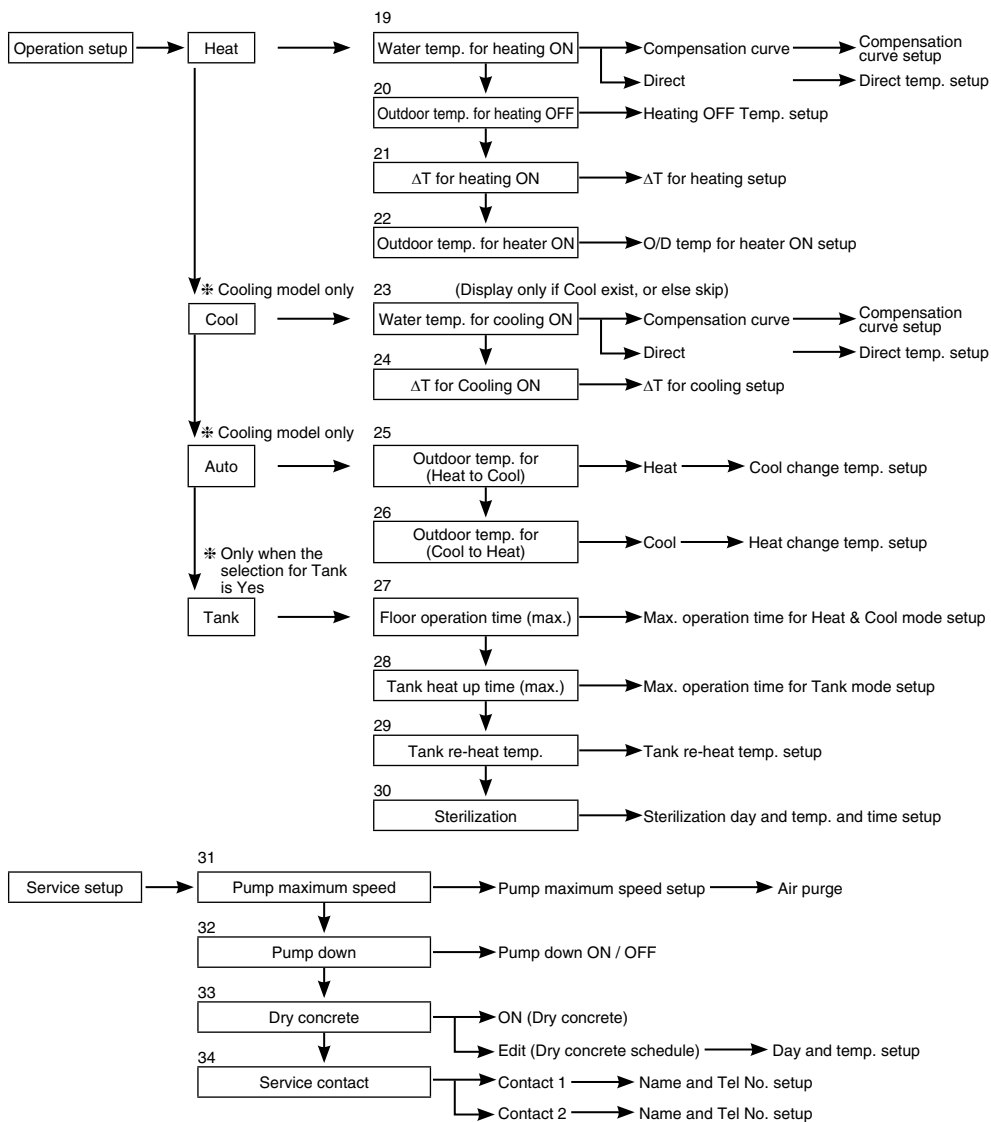 19
Operation setup
Heat
Water temp. for heating ON
Compensation curve
Compensation
curve setup
Direct
Direct temp. setup
20
Outdoor temp. for heating OFF
Heating OFF Temp. setup
21
ΔT for heating ON
ΔT for heating setup
22
Outdoor temp. for heater ON
O/D temp for heater ON setup
⁜ Cooling model only
23
(Display only if Cool exist, or else skip)
Cool
Water temp. for cooling ON
Compensation curve
Compensation
curve setup
Direct
Direct temp. setup
24
ΔT for Cooling ON
ΔT for cooling setup
⁜ Cooling model only
25
Auto
Outdoor temp. for
(Heat to Cool)
Heat
Cool change temp. setup
26
Outdoor temp. for
(Cool to Heat)
Cool
Heat change temp. setup
⁜ Only when the
selection for Tank
is Yes
27
Tank
Floor operation time (max.)
Max. operation time for Heat & Cool mode setup
28
Tank heat up time (max.)
Max. operation time for Tank mode setup
29
Tank re-heat temp.
Tank re-heat temp. setup
30
Sterilization
Sterilization day and temp. and time setup
31
Service setup
Pump maximum speed
Pump maximum speed setup
Air purge
32
Pump down
Pump down ON / OFF
33
Dry concrete
ON (Dry concrete)
Edit (Dry concrete schedule)
Day and temp. setup
34
Service contact
Contact 1
Name and Tel No. setup
Contact 2
Name and Tel No. setup